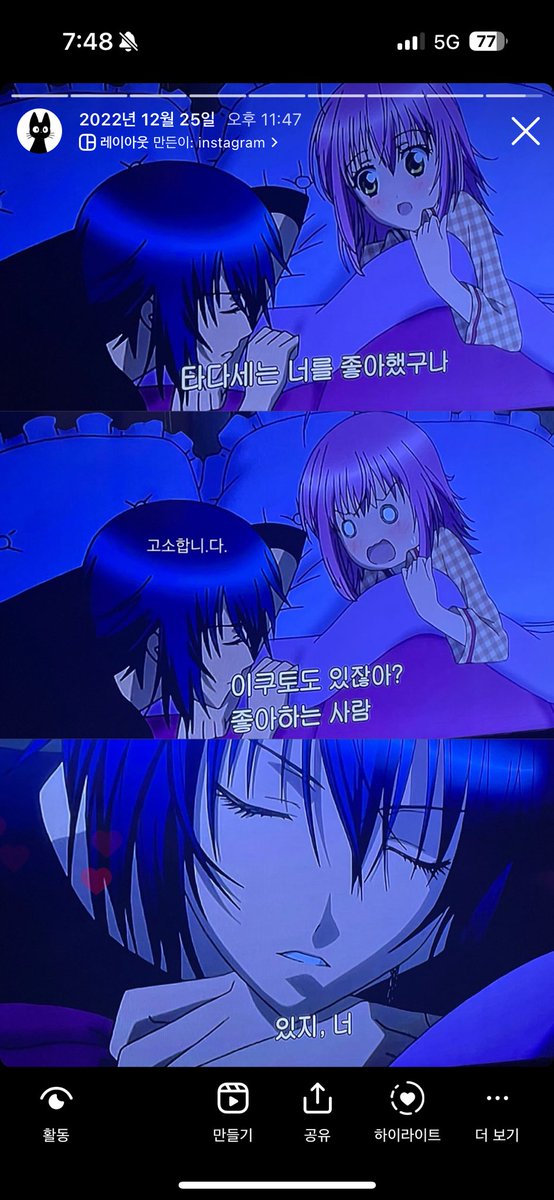 7:48
5G
77
2022년 12월 25일 오후 11:47
레이아웃 만든이: instagram >
타다세는 너를 좋아했구나
고소합니.다.
이쿠토도 있잖아?
좋아하는 사람
있지, 너
활동
만들기
공유
하이라이트
더 보기